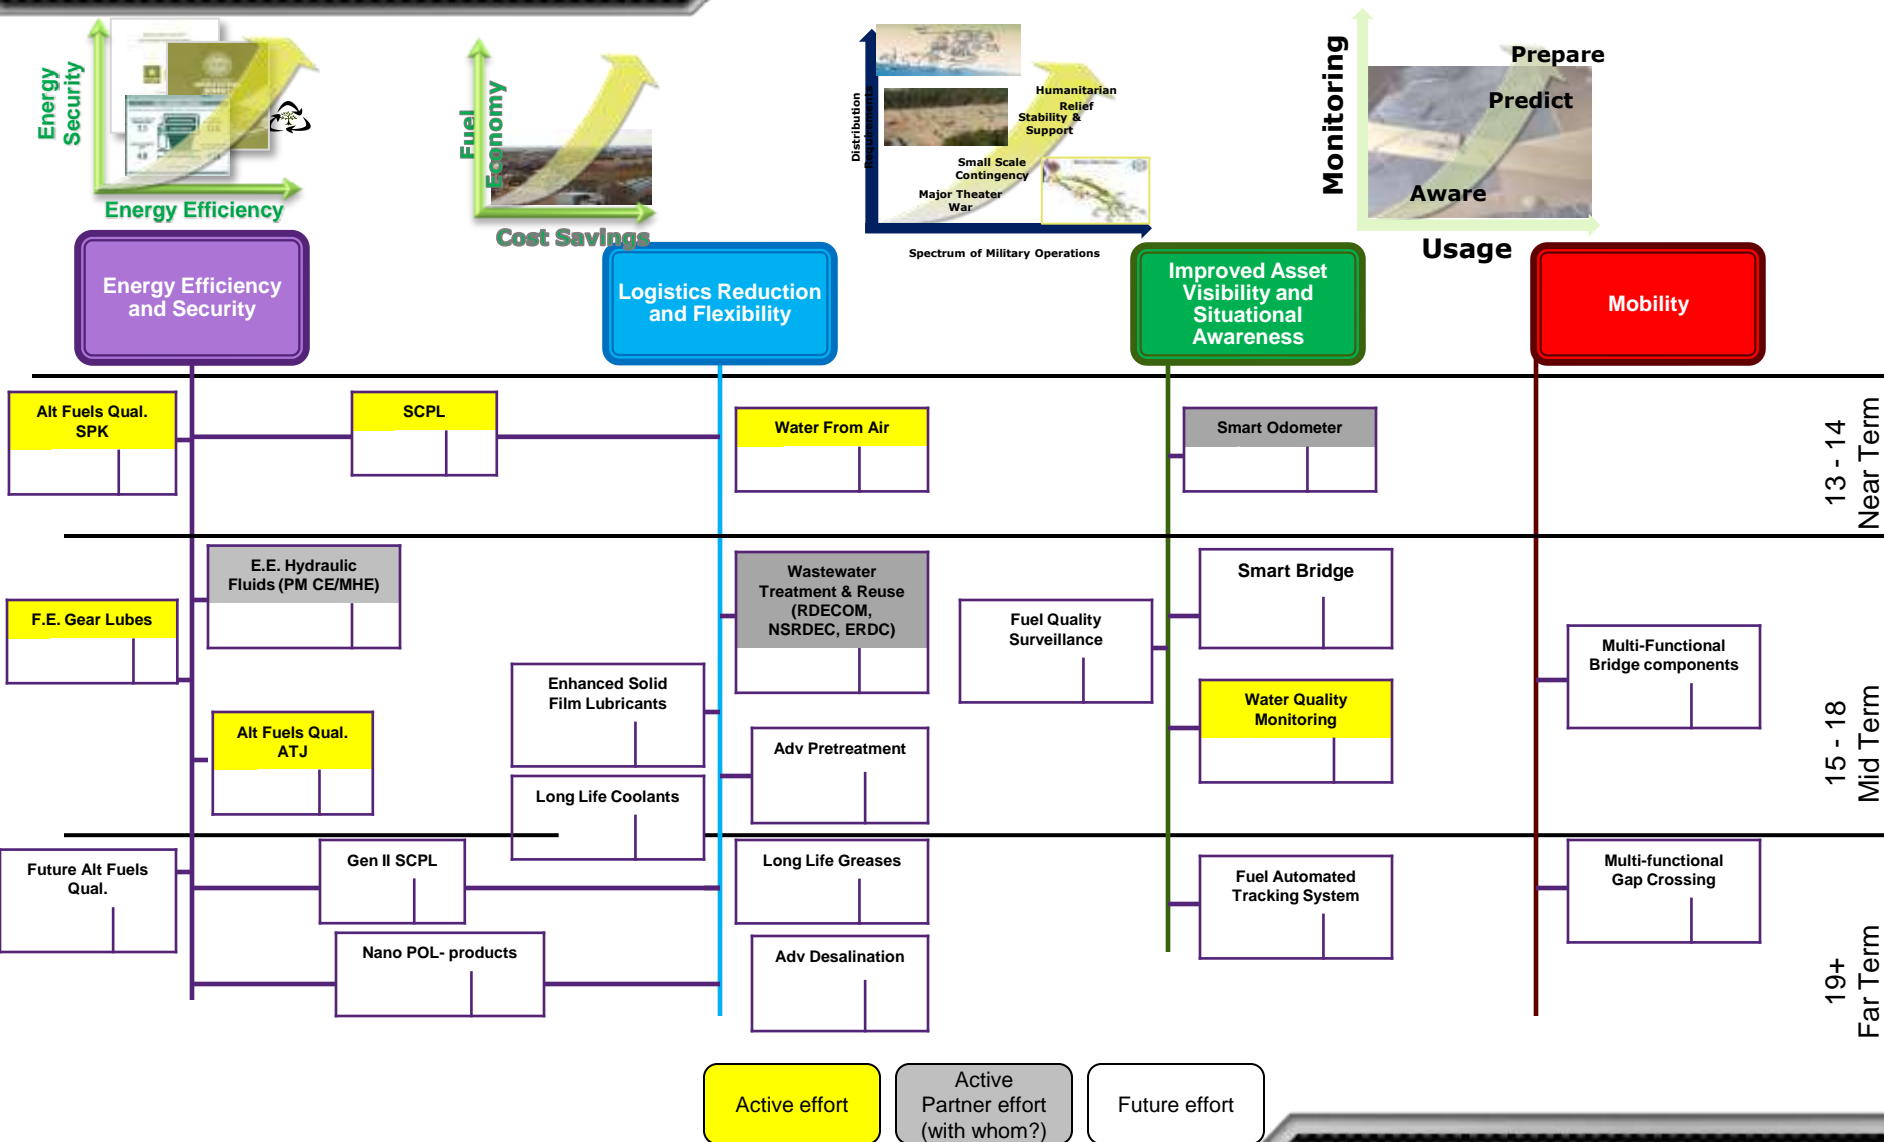 Energy
Security
Energy Efficiency
Fuel
Economy
Cost Savings
Distribution
Requirements
Humanitarian
Relief
Stability &
Support
Small Scale
Contingency
Major Theater
War
Spectrum of Military Operations
Monitoring
Prepare
Predict
Aware
Usage
Energy Efficiency
and Security
Logistics Reduction
and Flexibility
Improved Asset
Visibility and
Situational
Awareness
Mobility
13 - 14
Near Term
Alt Fuels Qual.
SPK
SCPL
Water From Air
Smart Odometer
15 - 18
Mid Term
E.E. Hydraulic
Fluids (PM CE/MHE)
F.E. Gear Lubes
Alt Fuels Qual.
ATJ
Wastewater
Treatment & Reuse
(RDECOM,
NSRDEC, ERDC)
Enhanced Solid
Film Lubricants
Adv Pretreatment
Long Life Coolants
Fuel Quality
Surveillance
Smart Bridge
Water Quality
Monitoring
Multi-Functional
Bridge components
19+
Far Term
Future Alt Fuels
Qual.
Gen II SCPL
Nano POL- products
Long Life Greases
Adv Desalination
Fuel Automated
Tracking System
Multi-functional
Gap Crossing
Active effort
Active
Partner effort
(with whom?)
Future effort